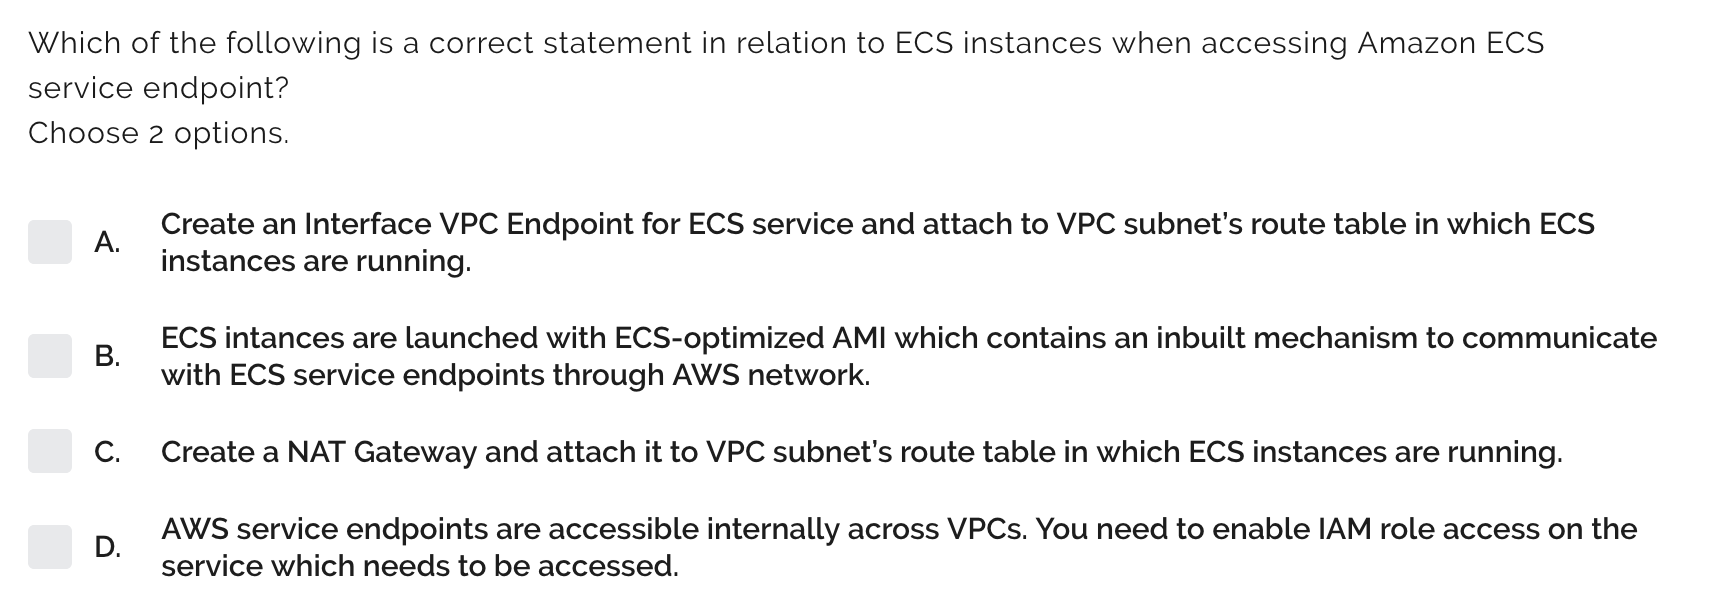 Which of the following is a correct statement in relation to ECS instances when accessing Amazon ECS
service endpoint?
Choose 2 options.
A. Create an Interface VPC Endpoint for ECS service and attach to VPC subnet’s route table in which ECS
instances are running.
B. ECS intances are launched with ECS-optimized AMI which contains an inbuilt mechanism to communicate
with ECS service endpoints through AWS network.
C. Create a NAT Gateway and attach it to VPC subnet’s route table in which ECS instances are running.
D. AWS service endpoints are accessible internally across VPCs. You need to enable IAM role access on the
service which needs to be accessed.